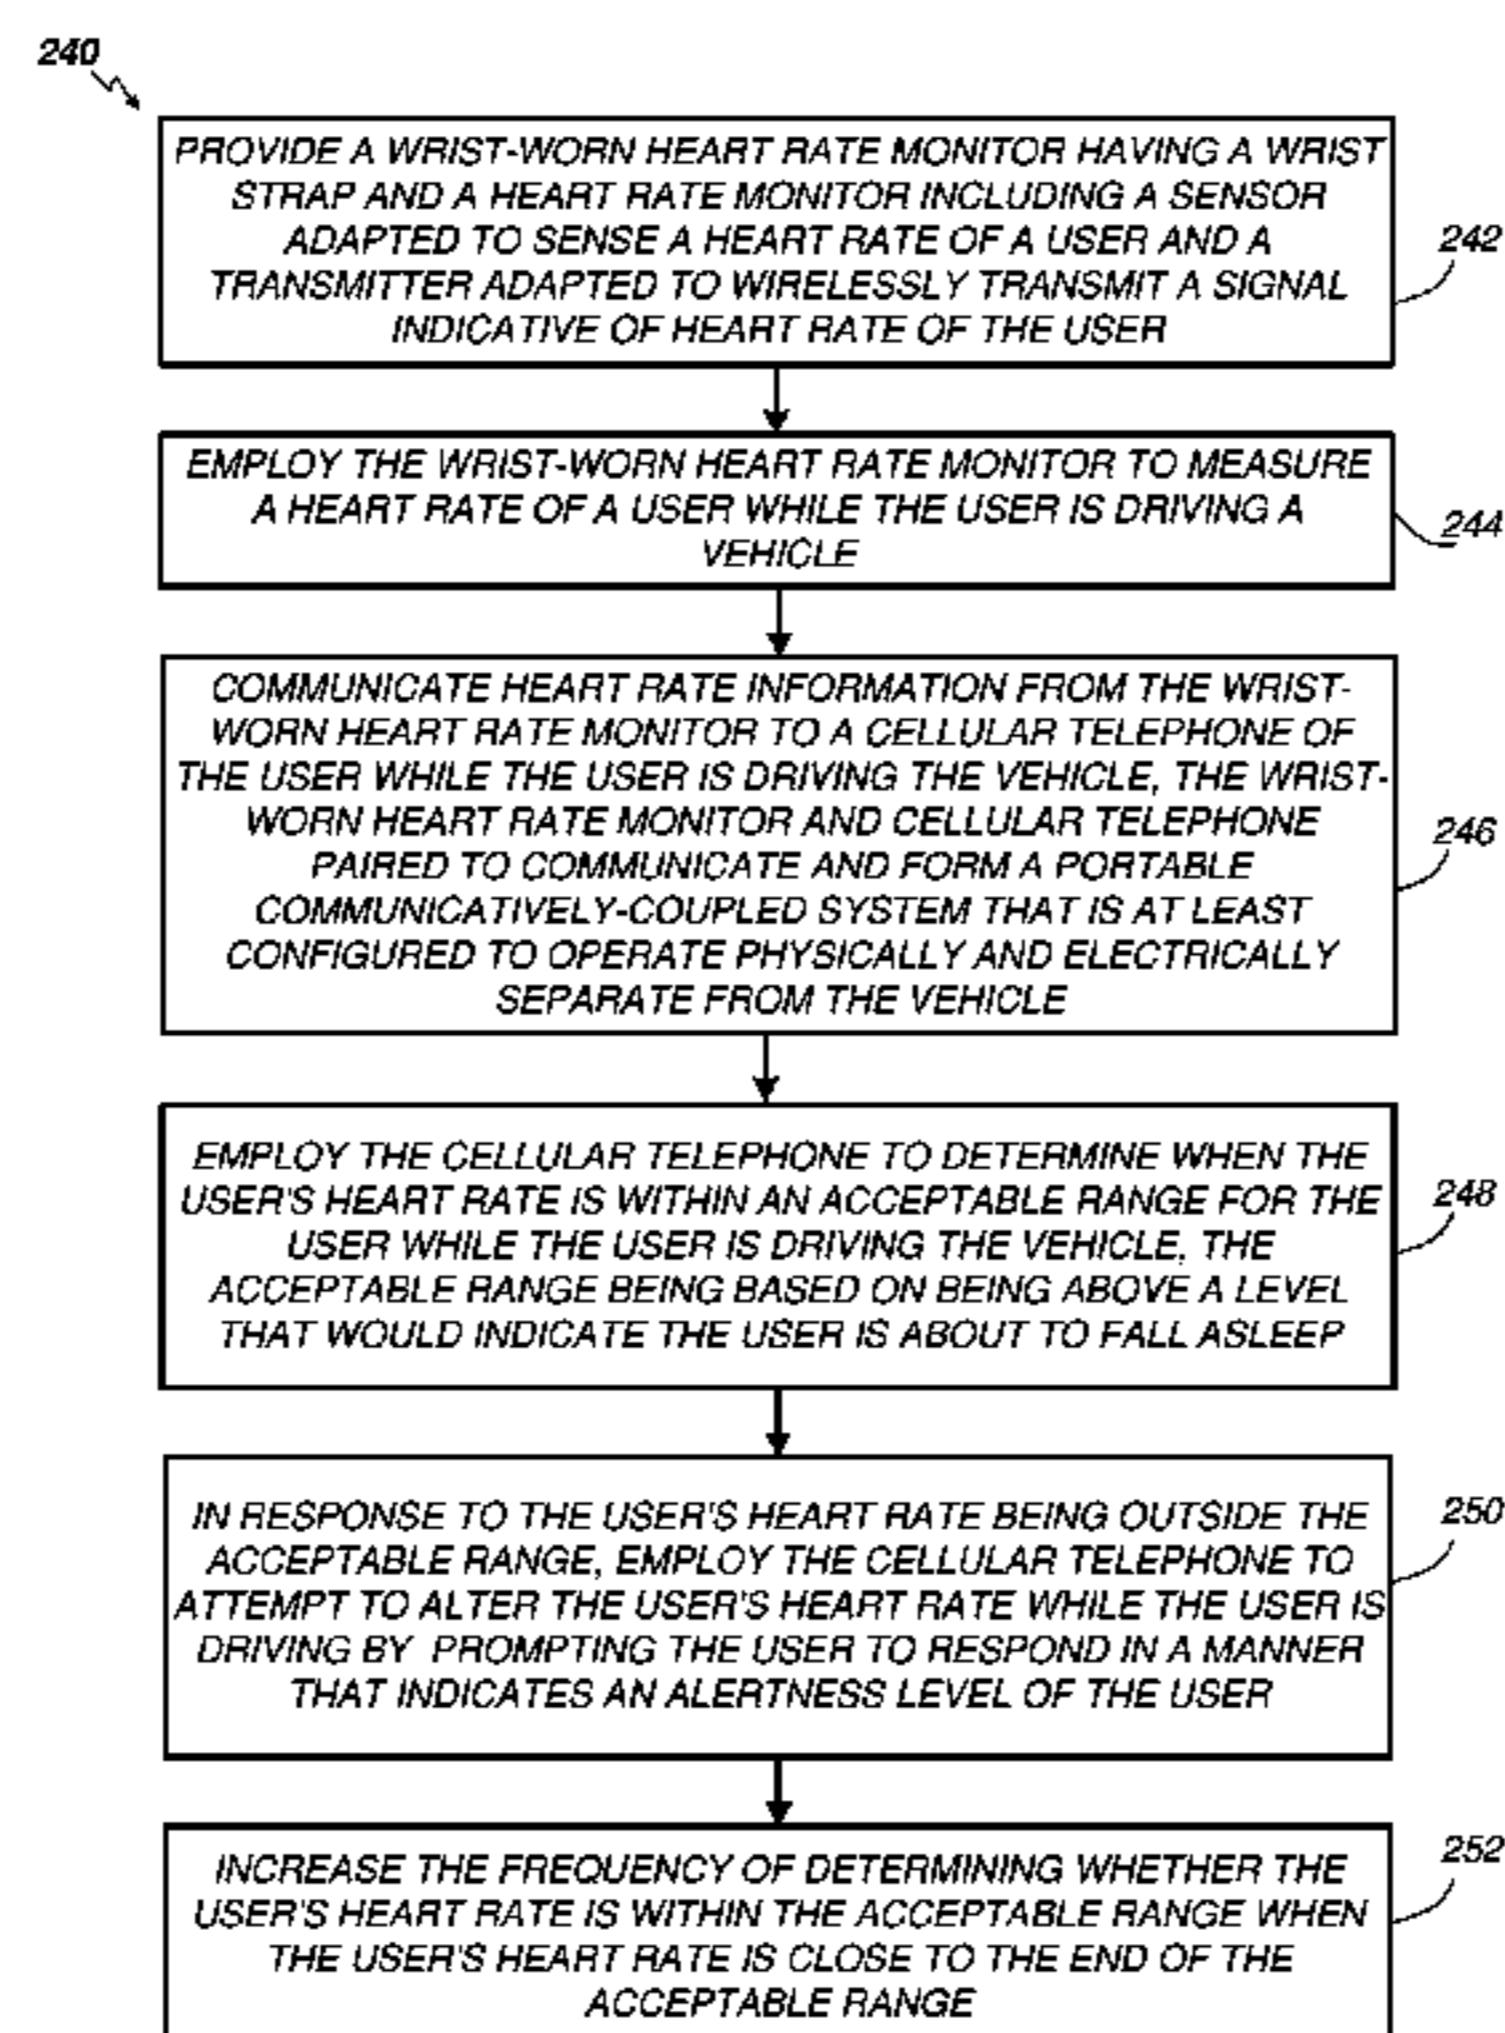 240
PROVIDE A WRIST-WORN HEART RATE MONITOR HAVING A WRIST
STRAP AND A HEART RATE MONITOR INCLUDING A SENSOR
ADAPTED TO SENSE A HEART RATE OF A USER AND A
TRANSMITTER ADAPTED TO WIRELESSLY TRANSMIT A SIGNAL
INDICATIVE OF HEART RATE OF THE USER
242
EMPLOY THE WRIST-WORN HEART RATE MONITOR TO MEASURE
A HEART RATE OF A USER WHILE THE USER IS DRIVING A
VEHICLE
244
COMMUNICATE HEART RATE INFORMATION FROM THE WRIST-
WORN HEART RATE MONITOR TO A CELLULAR TELEPHONE OF
THE USER WHILE THE USER IS DRIVING THE VEHICLE, THE WRIST-
WORN HEART RATE MONITOR AND CELLULAR TELEPHONE
PAIRED TO COMMUNICATE AND FORM A PORTABLE
COMMUNICATIVELY-COUPLED SYSTEM THAT IS AT LEAST
CONFIGURED TO OPERATE PHYSICALLY AND ELECTRICALLY
SEPARATE FROM THE VEHICLE
246
EMPLOY THE CELLULAR TELEPHONE TO DETERMINE WHEN THE
USER'S HEART RATE IS WITHIN AN ACCEPTABLE RANGE FOR THE
USER WHILE THE USER IS DRIVING THE VEHICLE, THE
ACCEPTABLE RANGE BEING BASED ON BEING ABOVE A LEVEL
THAT WOULD INDICATE THE USER IS ABOUT TO FALL ASLEEP
248
IN RESPONSE TO THE USER'S HEART RATE BEING OUTSIDE THE
ACCEPTABLE RANGE, EMPLOY THE CELLULAR TELEPHONE TO
ATTEMPT TO ALTER THE USER'S HEART RATE WHILE THE USER IS
DRIVING BY PROMPTING THE USER TO RESPOND IN A MANNER
THAT INDICATES AN ALERTNESS LEVEL OF THE USER
250
INCREASE THE FREQUENCY OF DETERMINING WHETHER THE
USER'S HEART RATE IS WITHIN THE ACCEPTABLE RANGE WHEN
THE USER'S HEART RATE IS CLOSE TO THE END OF THE
ACCEPTABLE RANGE
252